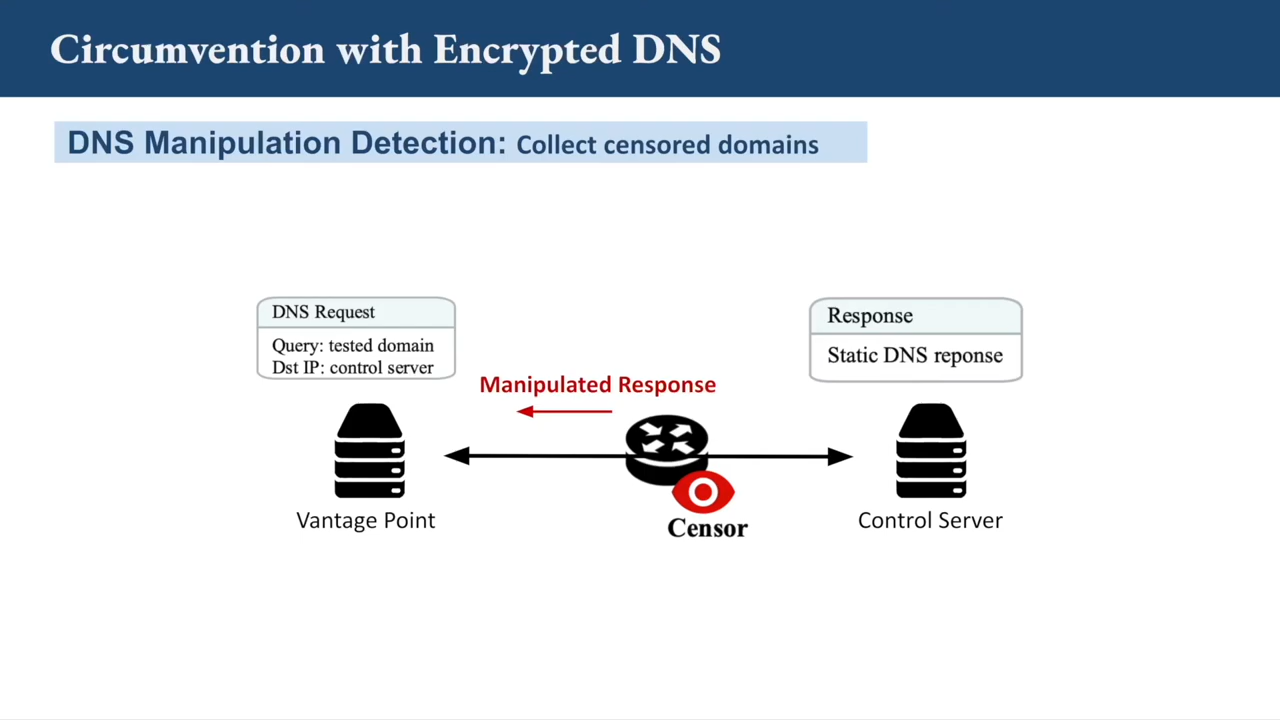 Circumvention with Encrypted DNS
DNS Manipulation Detection: Collect censored domains
DNS Request
Query: tested domain
Dst IP: control server
Response
Static DNS reponse
Manipulated Response
Vantage Point
Censor
Control Server